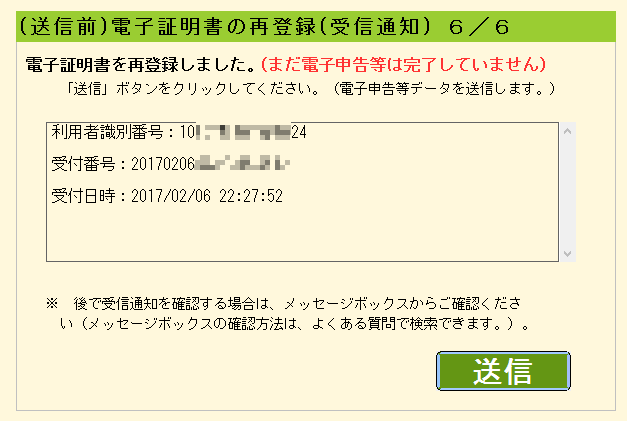 (送信前)電子証明書の再登録(受信通知) 6/6
電子証明書を再登録しました。(まだ電子申告等は完了していません)
「送信」ボタンをクリックしてください。(電子申告等データを送信します。)
利用者識別番号:10 24
受付番号:20170206
受付日時:2017/02/06 22:27:52
※ 後で受信通知を確認する場合は、メッセージボックスからご確認くださ
い(メッセージボックスの確認方法は、よくある質問で検索できます。)。
送信